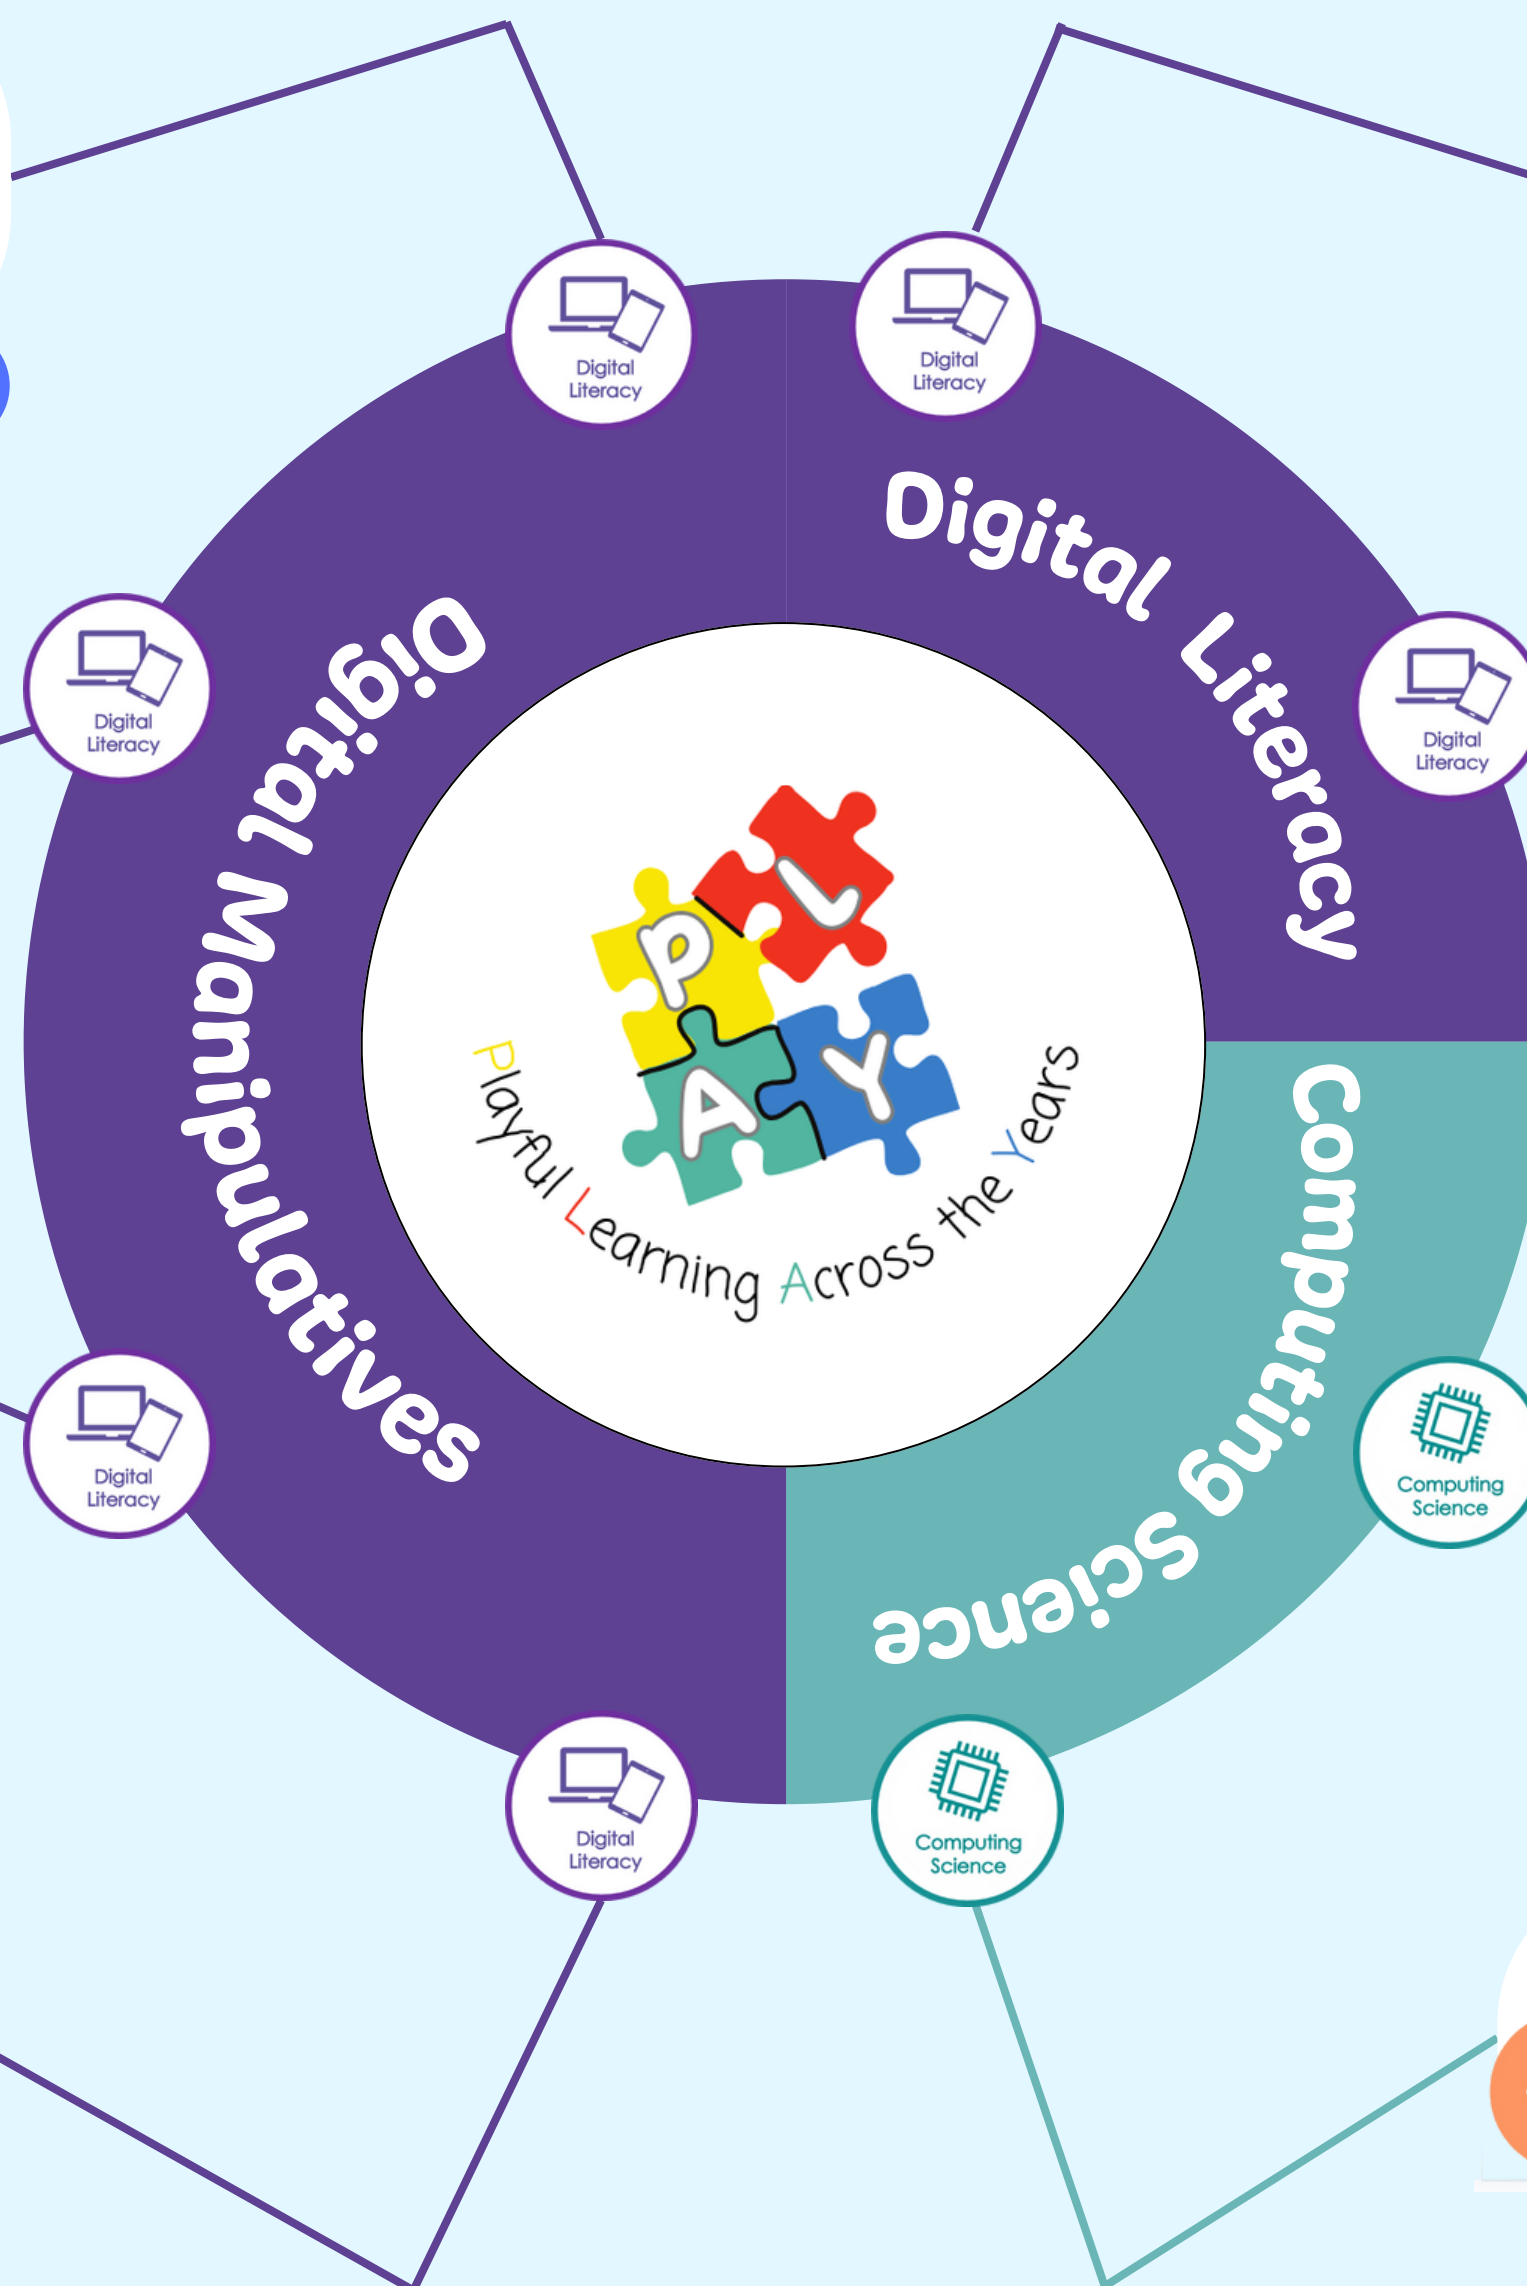 Digital
Literacy
Digital
Literacy
Digital Literacy
Digital
Literacy
Digital
Literacy
Digital Manipulatives
P
L
A
Y
Playful Learning Across the Years
Computing Science
Digital
Literacy
Computing
Science
Digital
Literacy
Computing
Science